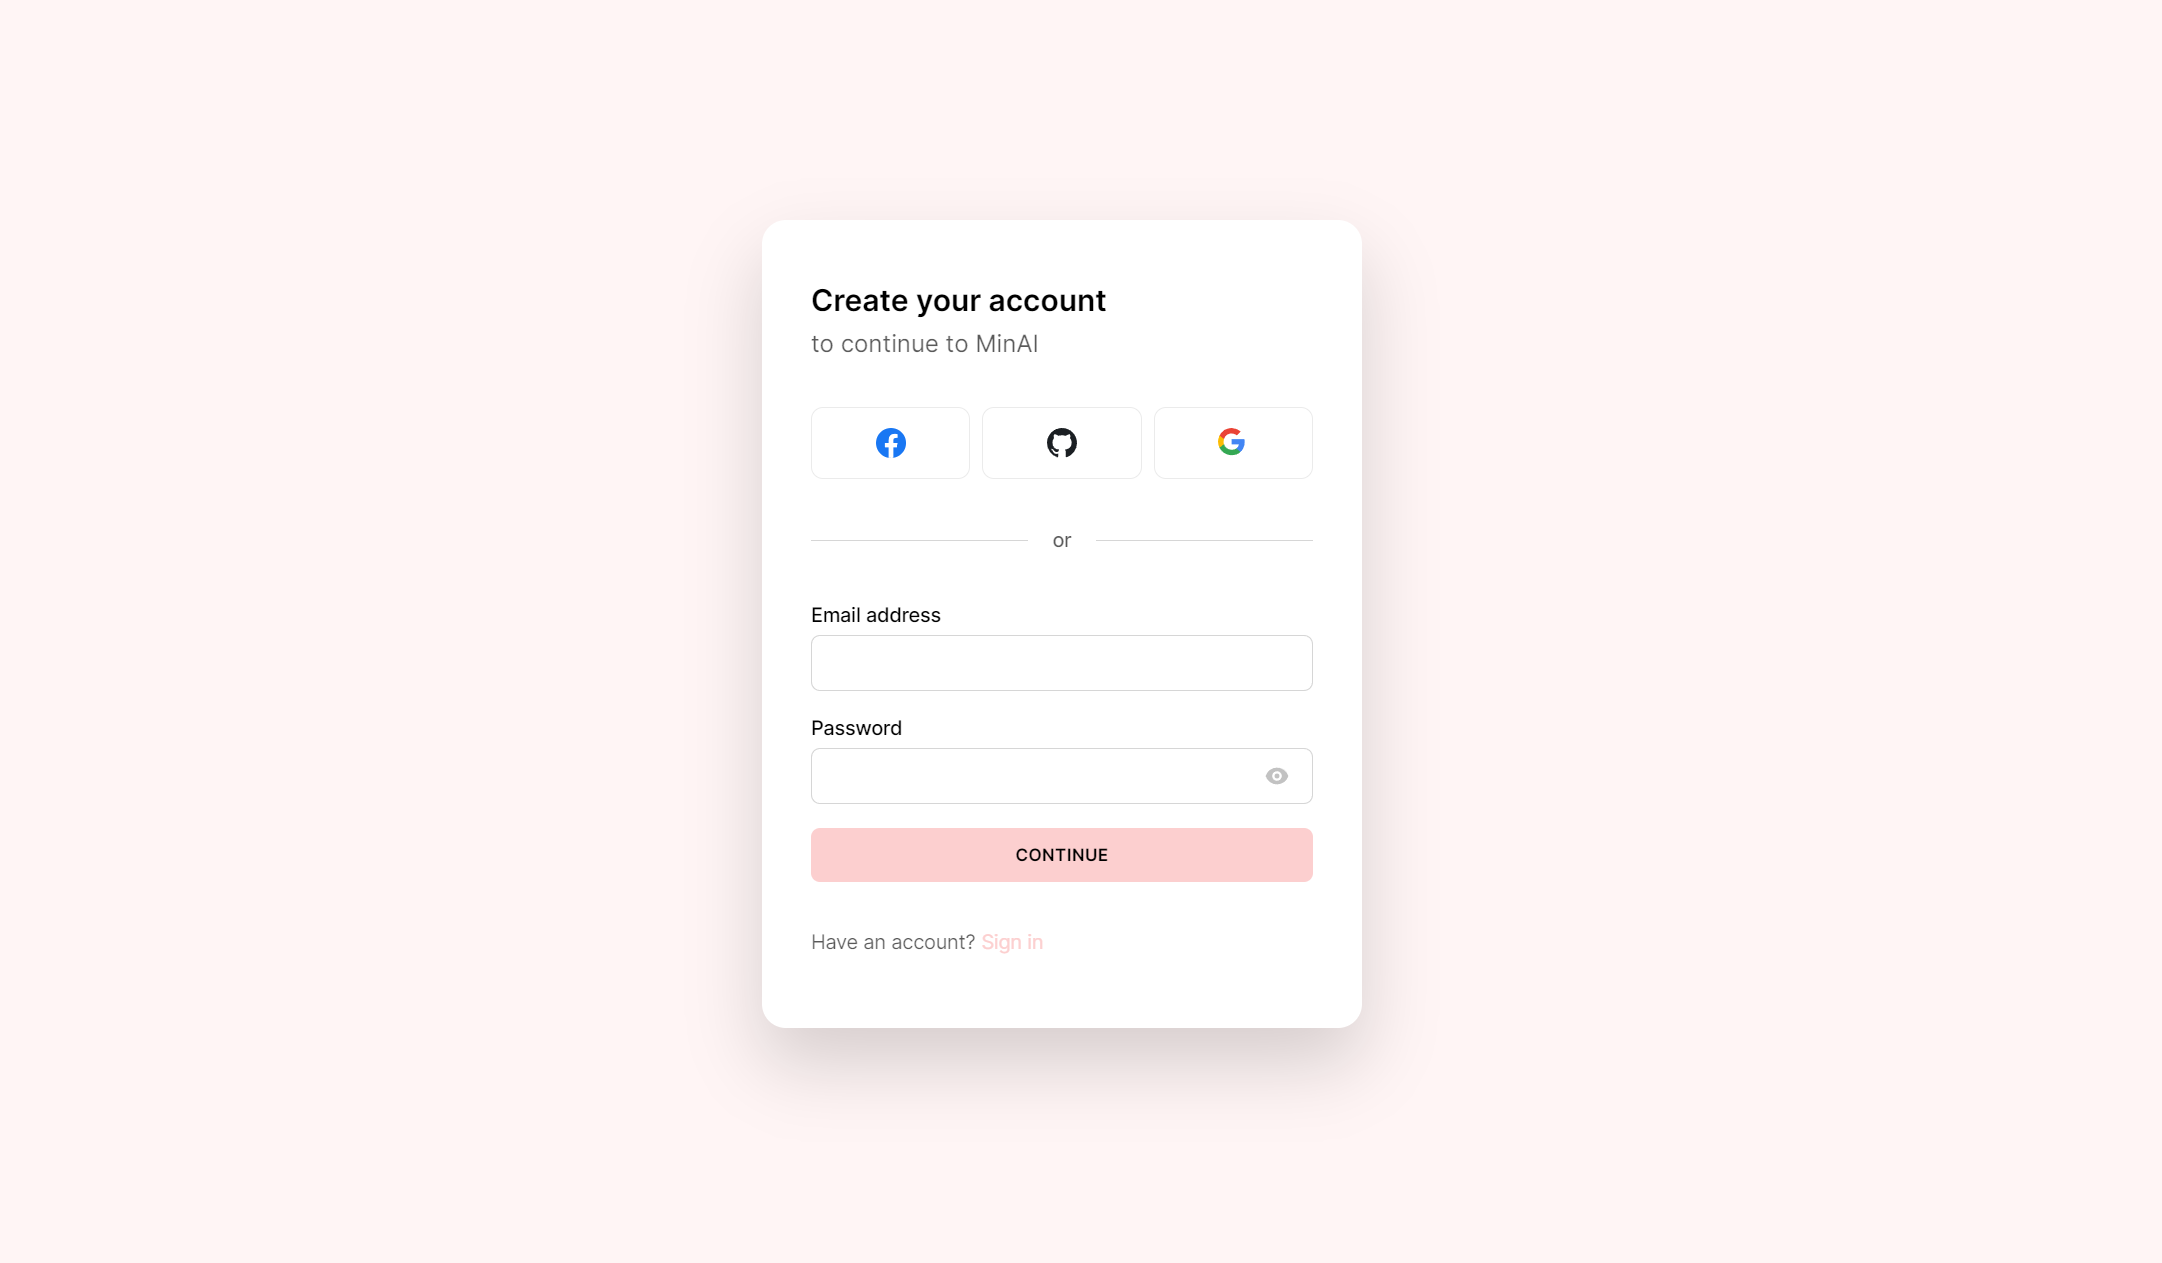 Create your account
to continue to MinAI
or
Email address
Password
CONTINUE
Have an account? Sign in